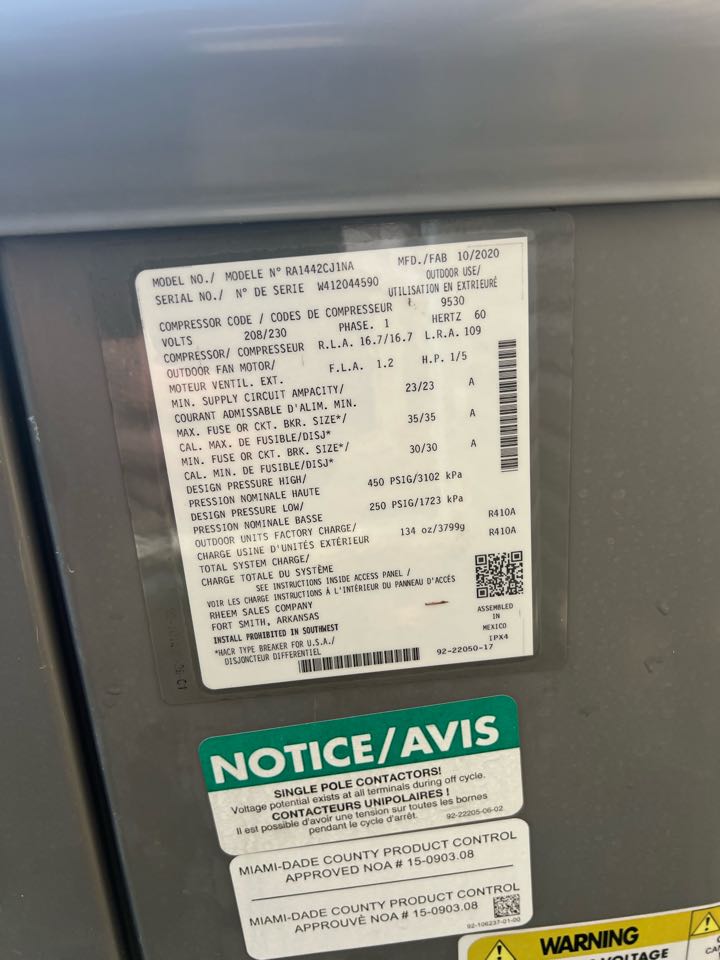 MODEL NO./ MODELE N° RA1442CJ1NA MFD./FAB 10/2020
SERIAL NO./ N° DE SERIE W412044590 OUTDOOR USE/
UTILISATION EN EXTRIEURÉ
COMPRESSOR CODE / CODES DE COMPRESSEUR 9530
VOLTS 208/230 PHASE. 1 HERTZ 60
COMPRESSOR/ COMPRESSEUR R.L.A. 16.7/16.7 L.R.A. 109
OUTDOOR FAN MOTOR/ F.L.A. 1.2 H.P. 1/5
MOTEUR VENTIL. EXT.
MIN. SUPPLY CIRCUIT AMPACITY/ 23/23 A
COURANT ADMISSABLE D'ALIM. MIN.
MAX. FUSE OR CKT. BKR. SIZE*/ 35/35 A
CAL. MAX. DE FUSIBLE/DISJ*
MIN. FUSE OR CKT. BRK. SIZE*/ 30/30 A
CAL. MIN. DE FUSIBLE/DISJ*
DESIGN PRESSURE HIGH/ 450 PSIG/3102 kPa
PRESSION NOMINALE HAUTE
DESIGN PRESSURE LOW/ 250 PSIG/1723 kPa
PRESSION NOMINALE BASSE
OUTDOOR UNITS FACTORY CHARGE/ 134 oz/3799g R410A
CHARGE USINE D'UNITÉS EXTÉRIEUR R410A
TOTAL SYSTEM CHARGE/
CHARGE TOTALE DU SYSTÈME
SEE INSTRUCTIONS INSIDE ACCESS PANEL /
VOIR LES CHARGE INSTRUCTIONS À L'INTÉRIEUR DU PANNEAU D'ACCÉS
RHEEM SALES COMPANY
FORT SMITH, ARKANSAS
ASSEMBLED
IN
MEXICO
INSTALL PROHIBITED IN SOUTHWEST
IPX4
*HACR TYPE BREAKER FOR U.S.A./
DISJONCTEUR DIFFERENTIEL
92-22050-17
NOTICE/AVIS
SINGLE POLE CONTACTORS!
Voltage potential exists at all terminals during off cycle.
CONTACTEURS UNIPOLAIRES !
Il est possible d'avoir une tension sur toutes les bornes
pendant le cycle d'arrêt.
92-22205-06-02
MIAMI-DADE COUNTY PRODUCT CONTROL
APPROVED NOA # 15-0903.08
MIAMI-DADE COUNTY PRODUCT CONTROL
APPROUVÈ NOA # 15-0903.08
92-106237-01-00
WARNING
VOLTAGE